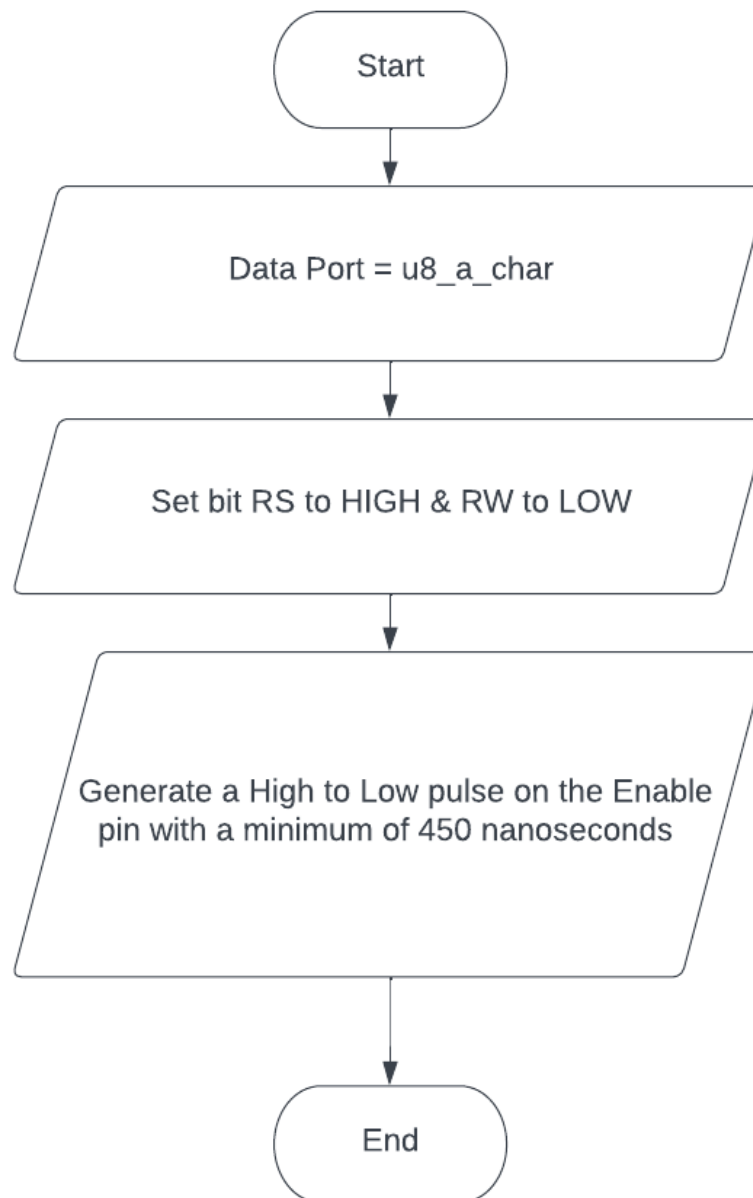 Start
Data Port = u8_a_char
Set bit RS to HIGH & RW to LOW
Generate a High to Low pulse on the Enable
pin with a minimum of 450 nanoseconds
End